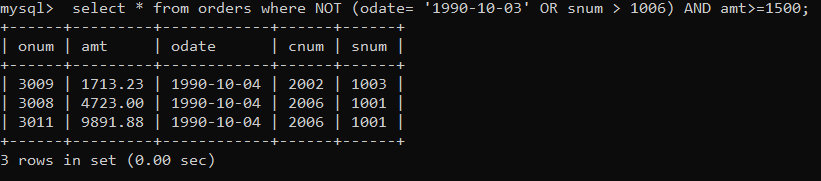 mysql>  select * from orders where NOT (odate= '1990-10-03' OR snum > 1006) AND amt>=1500;
+------+---------+------------+------+------+
| onum | amt     | odate      | cnum | snum |
+------+---------+------------+------+------+
| 3009 | 1713.23 | 1990-10-04 | 2002 | 1003 |
| 3008 | 4723.00 | 1990-10-04 | 2006 | 1001 |
| 3011 | 9891.88 | 1990-10-04 | 2006 | 1001 |
+------+---------+------------+------+------+
3 rows in set (0.00 sec)